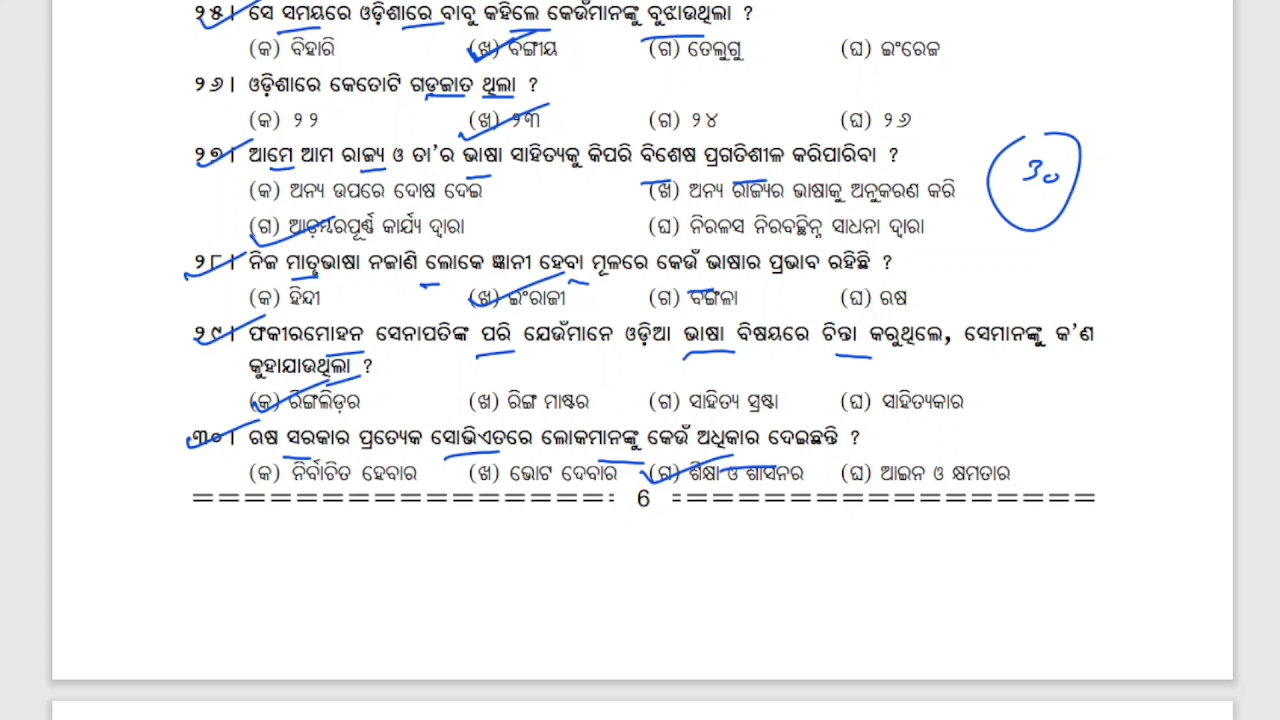 ୨୫। ସେ ସମୟରେ ଓଡ଼ିଶାରେ ବାବୁ କହିଲେ କେଉଁମାନଙ୍କୁ ବୁଝାଉଥିଲା ?
(କ) ବିହାରି (ଖ) ବଙ୍ଗୀୟ (ଗ) ତେଲୁଗୁ (ଘ) ଇଂରେଜ
୨୬। ଓଡ଼ିଶାରେ କେତୋଟି ଗଡ଼ଜାତ ଥିଲା ?
(କ) ୨୨ (ଖ) ୨୩ (ଗ) ୨୪ (ଘ) ୨୬
୨୭। ଆମେ ଆମ ରାଜ୍ୟ ଓ ତା'ର ଭାଷା ସାହିତ୍ୟକୁ କିପରି ବିଶେଷ ପ୍ରଗତିଶୀଳ କରିପାରିବା ?
(କ) ଅନ୍ୟ ଉପରେ ଦୋଷ ଦେଇ (ଖ) ଅନ୍ୟ ରାଜ୍ୟର ଭାଷାକୁ ଅନୁକରଣ କରି
(ଗ) ଆଡ଼ମ୍ବରପୂର୍ଣ୍ଣ କାର୍ଯ୍ୟ ଦ୍ୱାରା (ଘ) ନିରଳସ ନିରବଚ୍ଛିନ୍ନ ସାଧନା ଦ୍ୱାରା
30
୨୮। ନିଜ ମାତୃଭାଷା ନଜାଣି ଲୋକେ ଜ୍ଞାନୀ ହେବା ମୂଳରେ କେଉଁ ଭାଷାର ପ୍ରଭାବ ରହିଛି ?
(କ) ହିନ୍ଦୀ (ଖ) ଇଂରାଜୀ (ଗ) ବଙ୍ଗଳା (ଘ) ଋଷ
୨୯। ଫକୀରମୋହନ ସେନାପତିଙ୍କ ପରି ଯେଉଁମାନେ ଓଡ଼ିଆ ଭାଷା ବିଷୟରେ ଚିନ୍ତା କରୁଥିଲେ, ସେମାନଙ୍କୁ କ'ଣ
କୁହାଯାଉଥିଲା ?
(କ) ରିଙ୍ଗଲିଡ଼ର (ଖ) ରିଙ୍ଗ ମାଷ୍ଟର (ଗ) ସାହିତ୍ୟ ସ୍ରଷ୍ଟା (ଘ) ସାହିତ୍ୟକାର
୩୦। ଋଷ ସରକାର ପ୍ରତ୍ୟେକ ସୋଭିଏତରେ ଲୋକମାନଙ୍କୁ କେଉଁ ଅଧିକାର ଦେଇଛନ୍ତି ?
(କ) ନିର୍ବାଚିତ ହେବାର (ଖ) ଭୋଟ ଦେବାର (ଗ) ଶିକ୍ଷା ଓ ଶାସନର (ଘ) ଆଇନ ଓ କ୍ଷମତାର
6